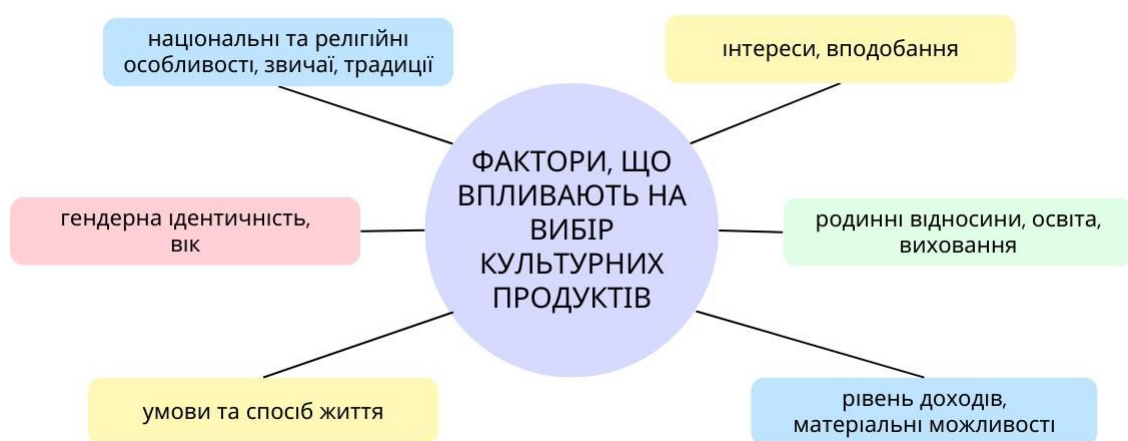 національні та релігійні
особливості, звичаї, традиції
інтереси, вподобання
ФАКТОРИ, ЩО
ВПЛИВАЮТЬ НА
ВИБІР
КУЛЬТУРНИХ
ПРОДУКТІВ
гендерна ідентичність,
вік
родинні відносини, освіта,
виховання
умови та спосіб життя
рівень доходів,
матеріальні можливості